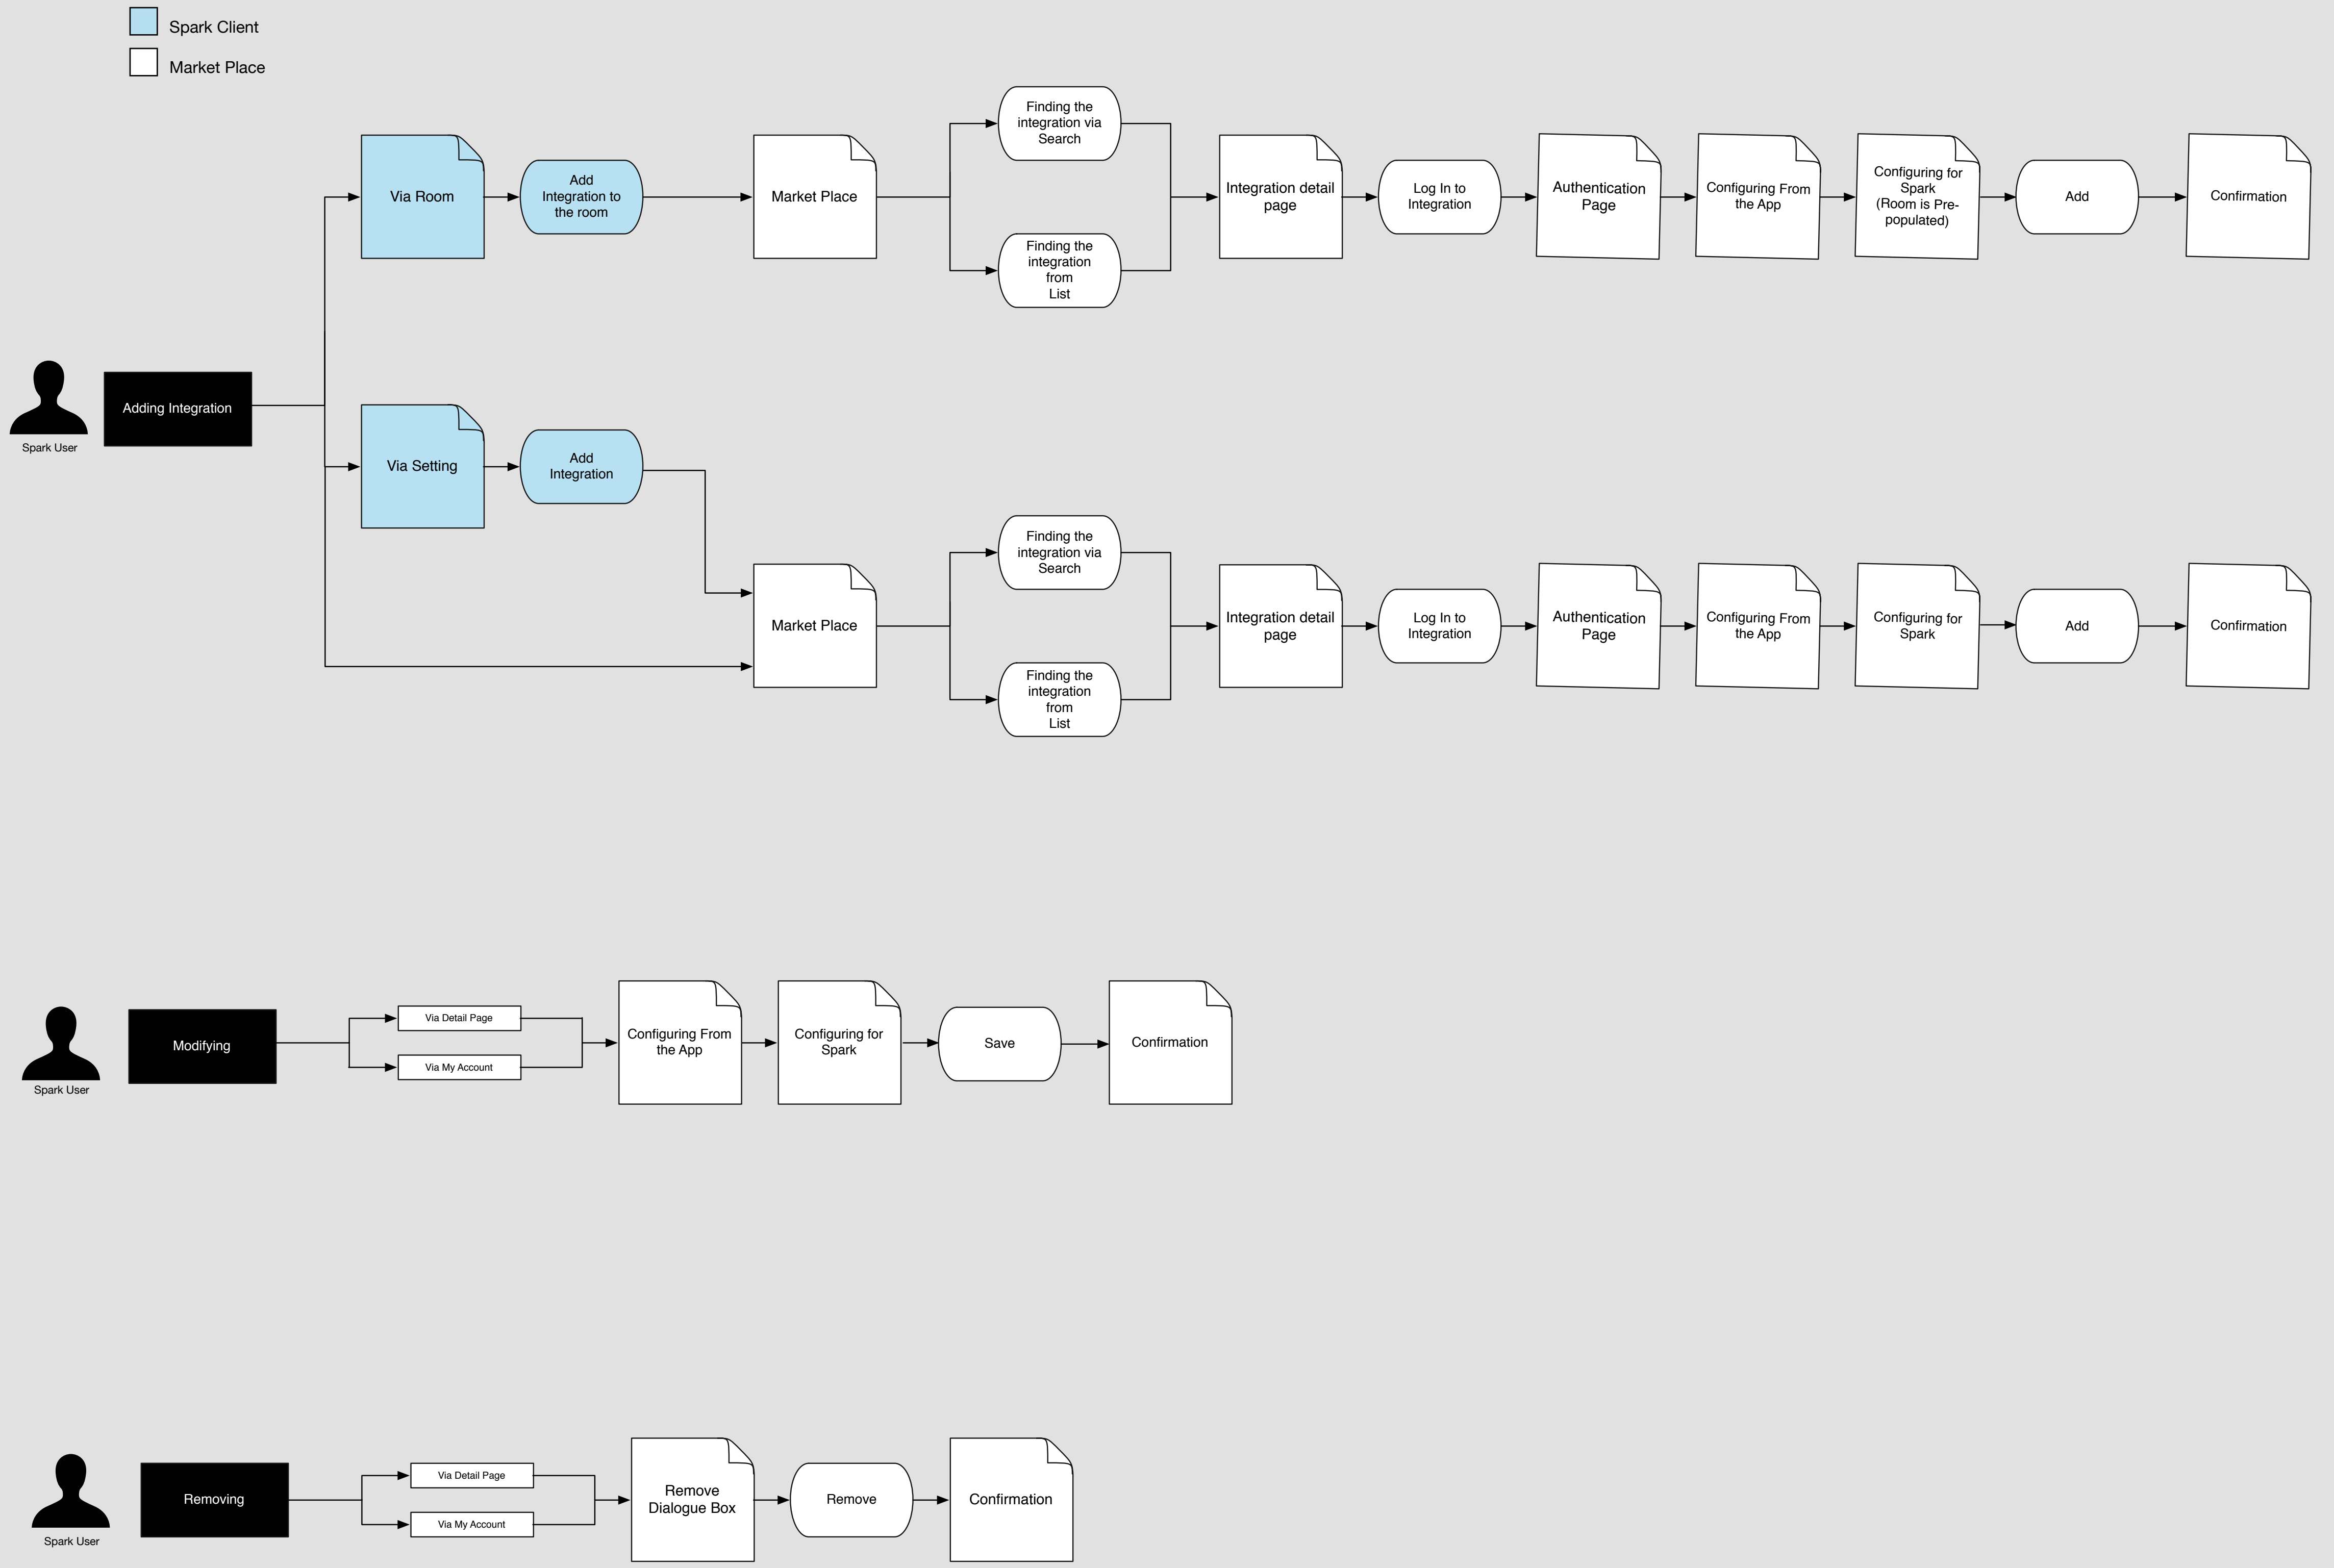 Spark Client
Market Place
Finding the
integration via
Search
Via Room
Add
Integration to
the room
Market Place
Finding the
integration
from
List
Integration detail
page
Log In to
Integration
Authentication
Page
Configuring From
the App
Configuring for
Spark
(Room is Pre-
populated)
Add
Confirmation
Adding Integration
Spark User
Via Setting
Add
Integration
Market Place
Finding the
integration via
Search
Finding the
integration
from
List
Integration detail
page
Log In to
Integration
Authentication
Page
Configuring From
the App
Configuring for
Spark
Add
Confirmation
Spark User
Modifying
Via Detail Page
Via My Account
Configuring From
the App
Configuring for
Spark
Save
Confirmation
Spark User
Removing
Via Detail Page
Via My Account
Remove
Dialogue Box
Remove
Confirmation